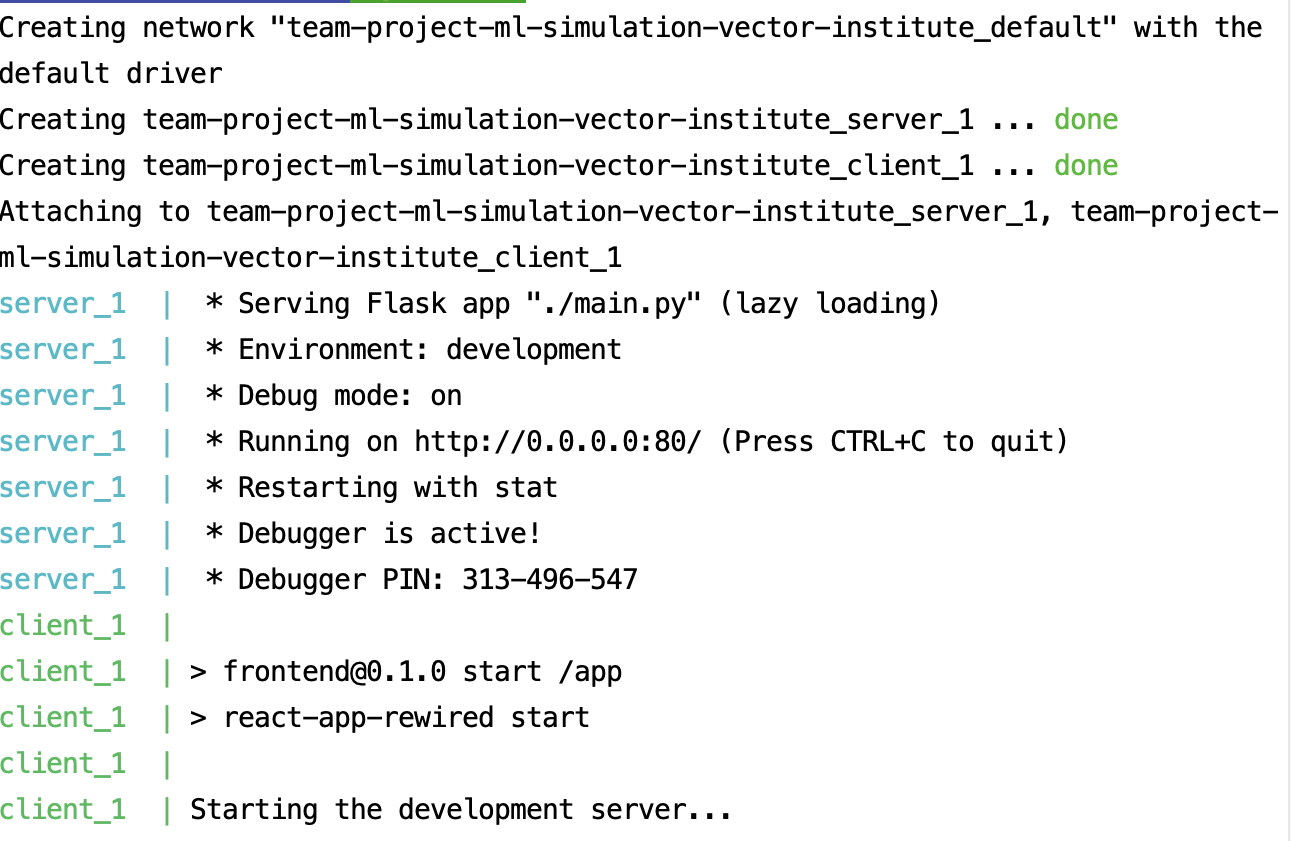 Creating network "team-project-ml-simulation-vector-institute_default" with the
default driver
Creating team-project-ml-simulation-vector-institute_server_1 ... done
Creating team-project-ml-simulation-vector-institute_client_1 ... done
Attaching to team-project-ml-simulation-vector-institute_server_1, team-project-
ml-simulation-vector-institute_client_1
server_1  |  * Serving Flask app "./main.py" (lazy loading)
server_1  |  * Environment: development
server_1  |  * Debug mode: on
server_1  |  * Running on http://0.0.0.0:80/ (Press CTRL+C to quit)
server_1  |  * Restarting with stat
server_1  |  * Debugger is active!
server_1  |  * Debugger PIN: 313-496-547
client_1  |
client_1  | > frontend@0.1.0 start /app
client_1  | > react-app-rewired start
client_1  |
client_1  | Starting the development server...